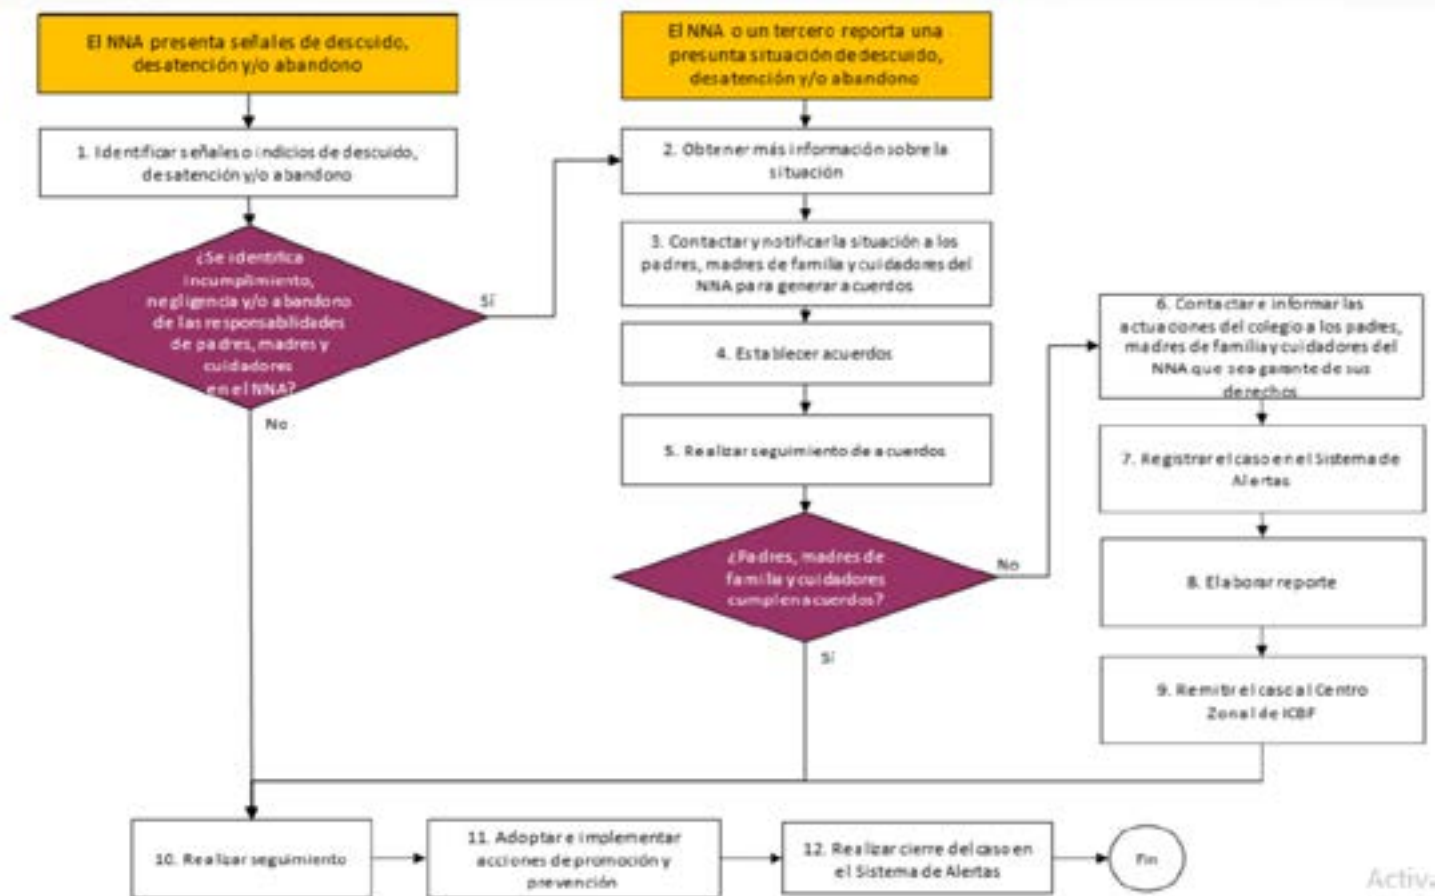 El NNA presenta señales de descuido,
desatención y/o abandono
El NNA o un tercero reporta una
presunta situación de descuido,
desatención y/o abandono
1. Identificar señales o indicios de descuido,
desatención y/o abandono
2. Obtener más información sobre la
situación
¿Se identifica
incumplimiento,
negligencia y/o abandono
de las responsabilidades
de padres, madres y
cuidadores
en el NNA?
Sí
No
3. Contactar y notificar la situación a los
padres, madres de familia y cuidadores del
NNA para generar acuerdos
4. Establecer acuerdos
5. Realizar seguimiento de acuerdos
¿Padres, madres de
familia y cuidadores
cumplen acuerdos?
No
Sí
6. Contactar e informar las
actuaciones del colegio a los padres,
madres de familia y cuidadores del
NNA que sea garante de sus
derechos
7. Registrar el caso en el Sistema de
Alertas
8. Elaborar reporte
9. Remitir el caso al Centro
Zonal de ICBF
10. Realizar seguimiento
11. Adoptar e implementar
acciones de promoción y
prevención
12. Realizar cierre del caso en
el Sistema de Alertas
Fin
Activa